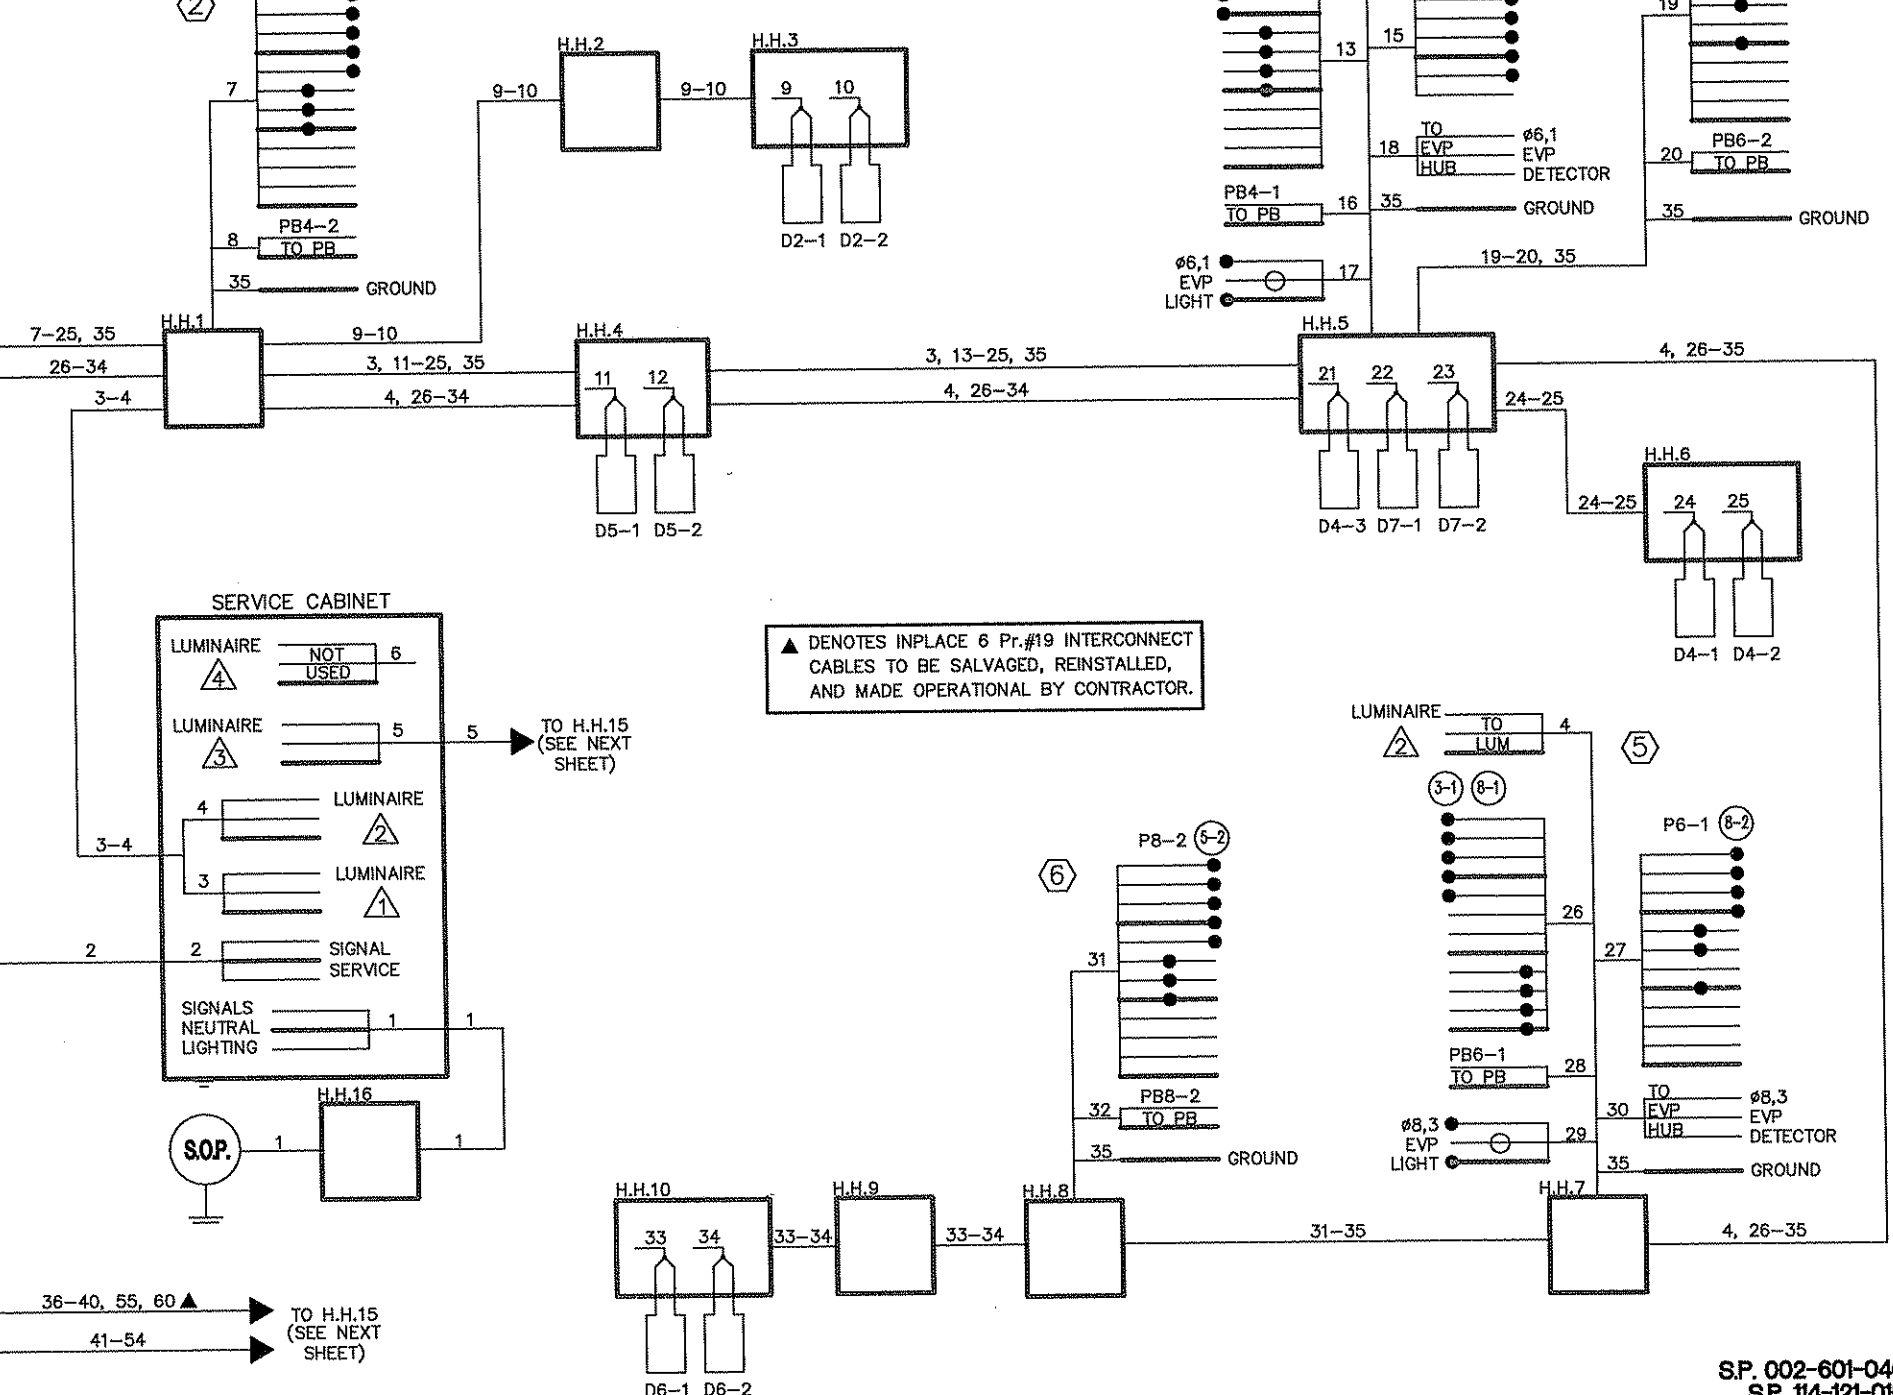 2
7
PB4-2
8
TO PB
35
GROUND
H.H.2
H.H.3
9-10
9-10
9
10
D2-1
D2-2
13
15
19
TO
EVP
HUB
18
ø6,1
EVP
DETECTOR
PB6-2
20
TO PB
PB4-1
TO PB
16
35
GROUND
35
GROUND
ø6,1
EVP
LIGHT
17
19-20, 35
H.H.1
7-25, 35
26-34
3-4
9-10
3, 11-25, 35
4, 26-34
H.H.4
11
12
D5-1
D5-2
3, 13-25, 35
4, 26-34
H.H.5
21
22
23
D4-3
D7-1
D7-2
4, 26-35
24-25
H.H.6
24-25
24
25
D4-1
D4-2
SERVICE CABINET
LUMINAIRE
4
NOT
USED
6
LUMINAIRE
3
5
5
TO H.H.15
(SEE NEXT
SHEET)
4
LUMINAIRE
2
3-4
3
LUMINAIRE
1
2
2
SIGNAL
SERVICE
SIGNALS
NEUTRAL
LIGHTING
1
1
▲ DENOTES INPLACE 6 Pr.#19 INTERCONNECT
CABLES TO BE SALVAGED, REINSTALLED,
AND MADE OPERATIONAL BY CONTRACTOR.
LUMINAIRE
2
TO
LUM
4
5
3-1
8-1
26
P6-1
8-2
27
P8-2
5-2
6
31
PB8-2
32
TO PB
35
GROUND
PB6-1
TO PB
28
ø8,3
EVP
LIGHT
29
30
TO
EVP
HUB
ø8,3
EVP
DETECTOR
35
GROUND
H.H.16
S.O.P.
1
1
H.H.10
33
34
D6-1
D6-2
33-34
H.H.9
33-34
H.H.8
31-35
H.H.7
4, 26-35
36-40, 55, 60▲
41-54
TO H.H.15
(SEE NEXT
SHEET)